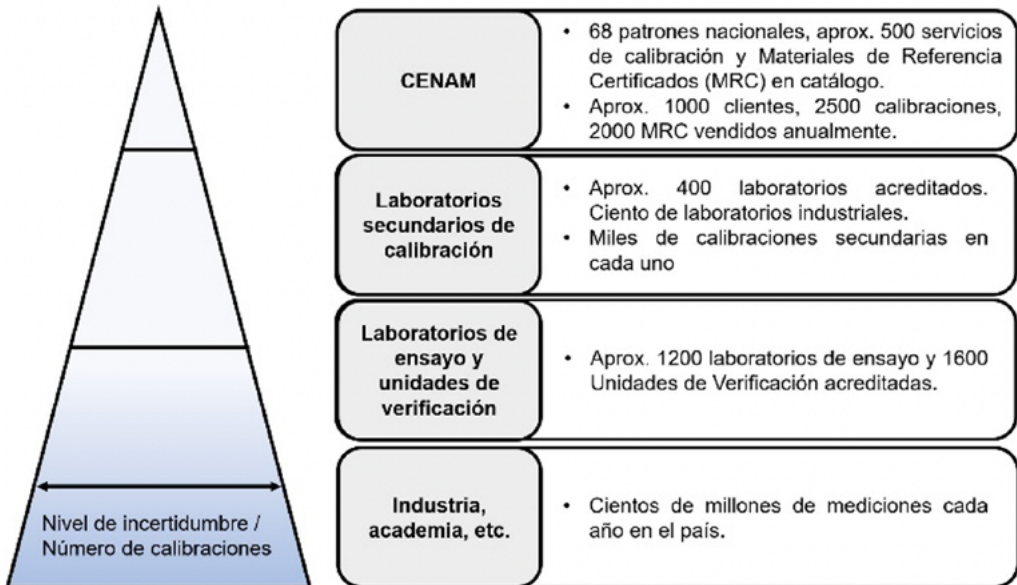 CENAM
• 68 patrones nacionales, aprox. 500 servicios
de calibración y Materiales de Referencia
Certificados (MRC) en catálogo.
• Aprox. 1000 clientes, 2500 calibraciones,
2000 MRC vendidos anualmente.
Laboratorios
secundarios de
calibración
• Aprox. 400 laboratorios acreditados.
Ciento de laboratorios industriales.
• Miles de calibraciones secundarias en
cada uno
Laboratorios de
ensayo y
unidades de
verificación
• Aprox. 1200 laboratorios de ensayo y 1600
Unidades de Verificación acreditadas.
Industria,
academia, etc.
• Cientos de millones de mediciones cada
año en el país.
Nivel de incertidumbre /
Número de calibraciones